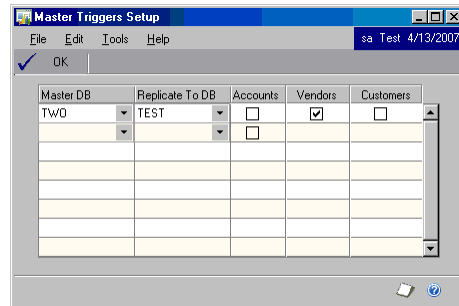 Master Triggers Setup
File Edit Tools Help
sa Test 4/13/2007
OK
Master DB Replicate To DB Accounts Vendors Customers
TWO TEST